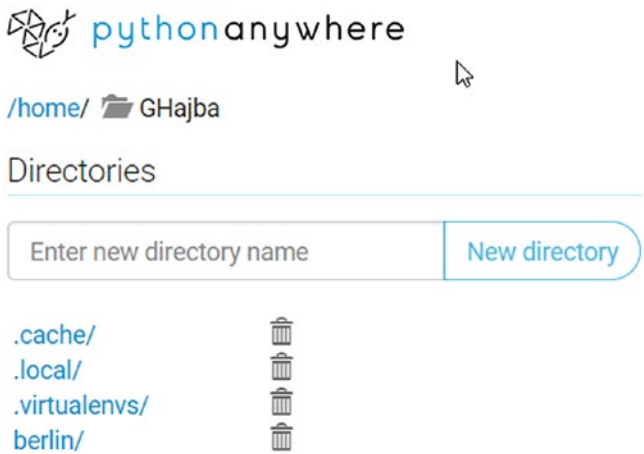 pythonanywhere
/home/ GHajba
Directories
Enter new directory name New directory
.cache/
.local/
.virtualenvs/
berlin/